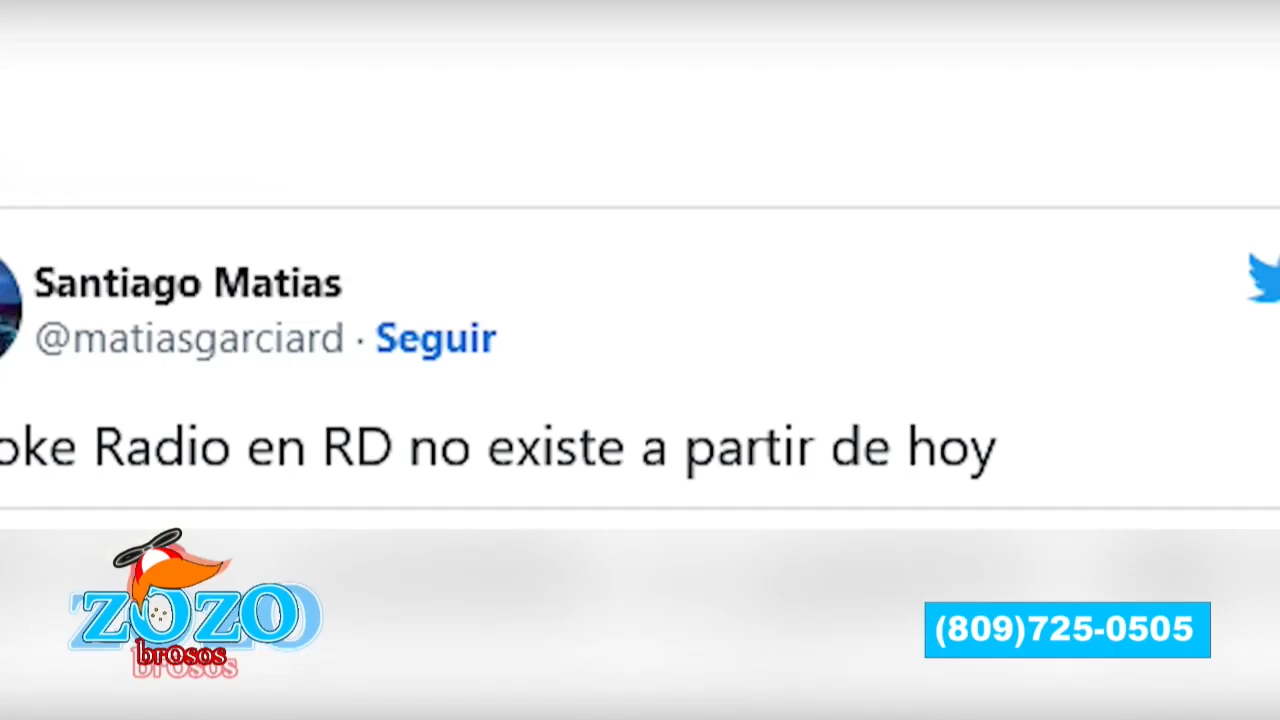 Santiago Matias
@matiasgarciard · Seguir
oke Radio en RD no existe a partir de hoy
ZOZO
brosos
(809)725-0505